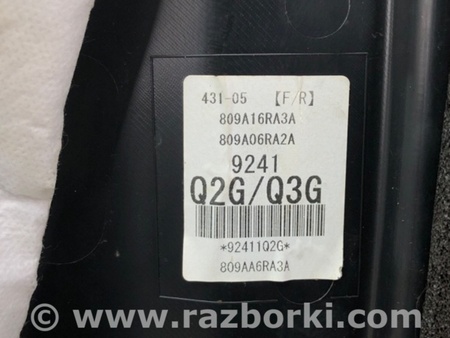 431-05 【F/R】
809A16RA3A
809A06RA2A
9241
Q2G/Q3G
*92411Q2G*
809AA6RA3A
© www.razborki.com